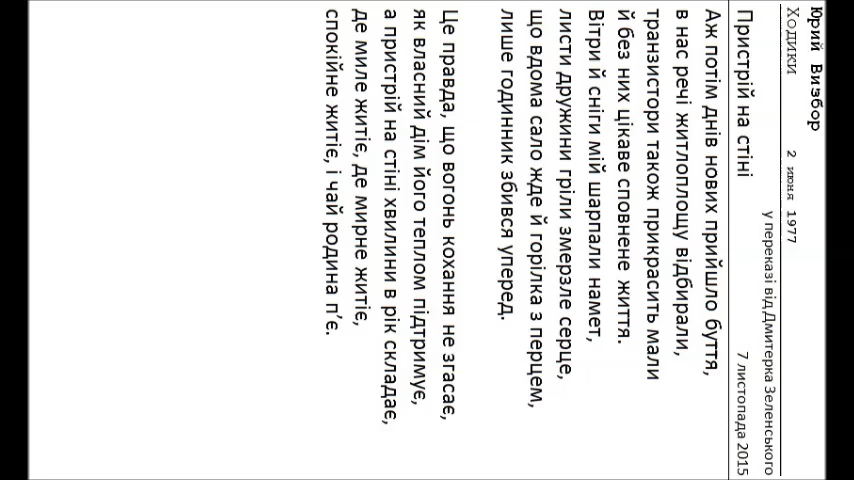 Юрий Визбор
Ходики 2 июня 1977
у переказі від Дмитерка Зеленського
Пристрій на стіні 7 листопада 2015
Аж потім днів нових прийшло буття,
в нас речі житлоплощу відбирали,
транзистори також прикрасить мали
й без них цікаве сповнене життя.
Вітри й сніги мій шарпали намет,
листи дружини гріли змерзле серце,
що вдома сало жде й горілка з перцем,
лише годинник збився уперед.
Це правда, що вогонь кохання не згасає,
як власний дім його теплом підтримує,
а пристрій на стіні хвилини в рік складає,
де миле житіє, де мирне житіє,
спокійне житіє, і чай родина п’є.